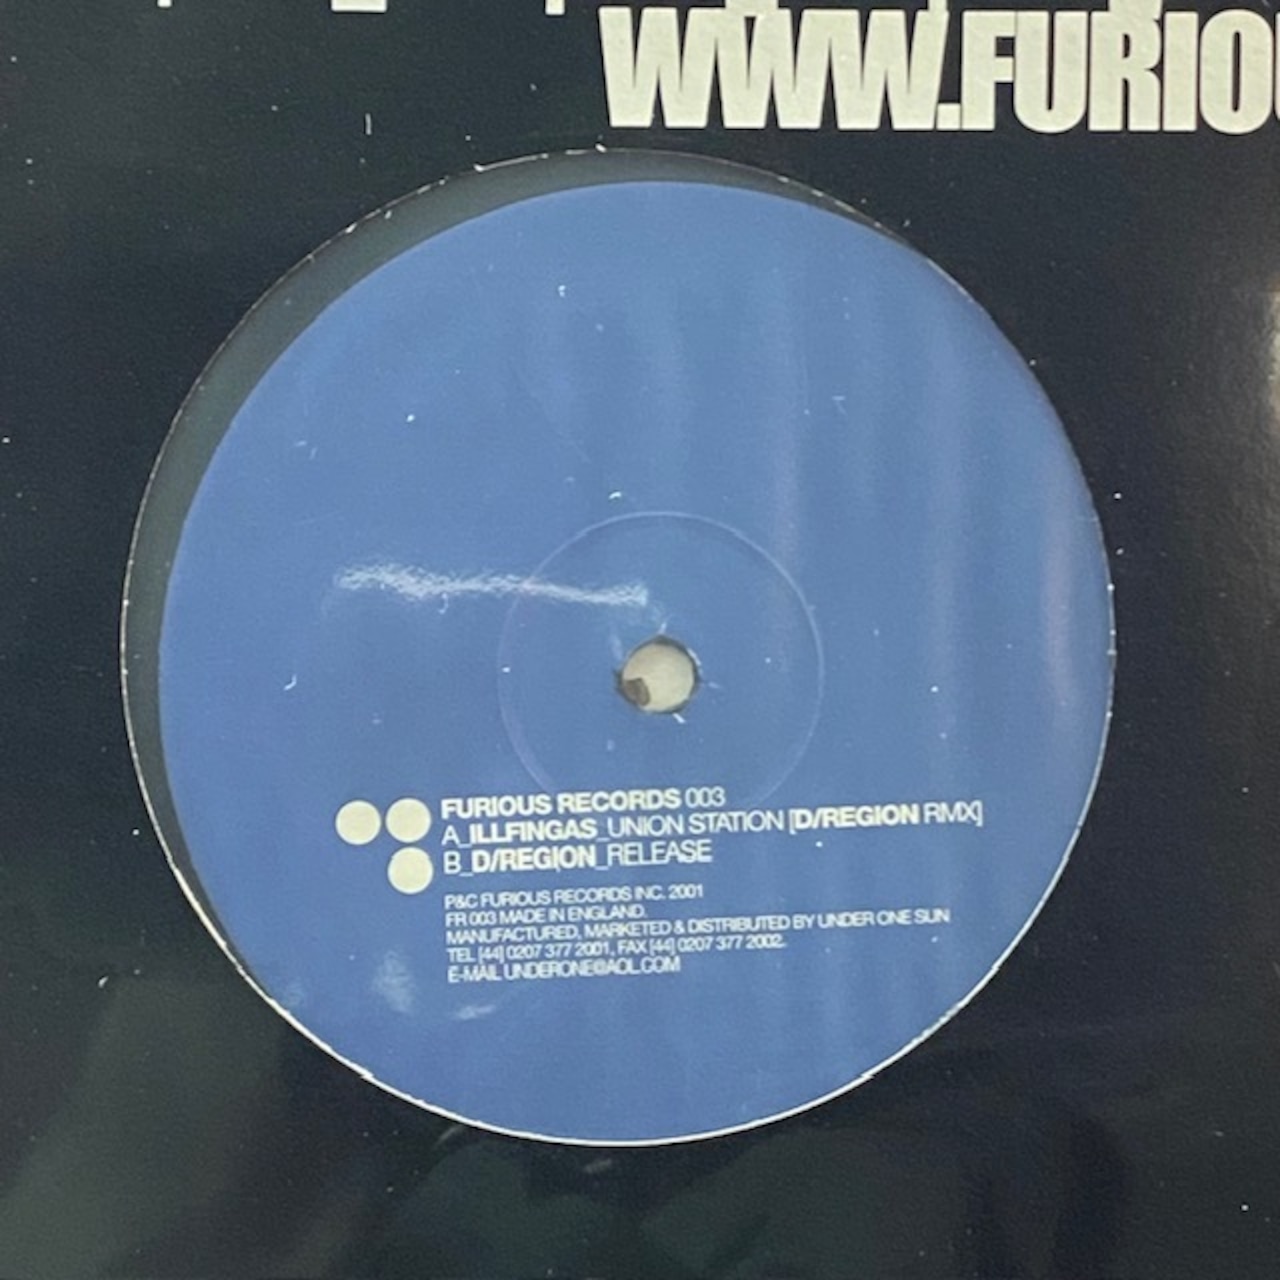 WWW.FURIO
FURIOUS RECORDS 003
A_ILLFINGAS_UNION STATION [D/REGION RMX]
B_D/REGION_RELEASE
P&C FURIOUS RECORDS INC. 2001
FR 003 MADE IN ENGLAND.
MANUFACTURED, MARKETED & DISTRIBUTED BY UNDER ONE SUN
TEL [44] 0207 377 2001, FAX [44] 0207 377 2002.
E-MAIL UNDERONE@AOL.COM